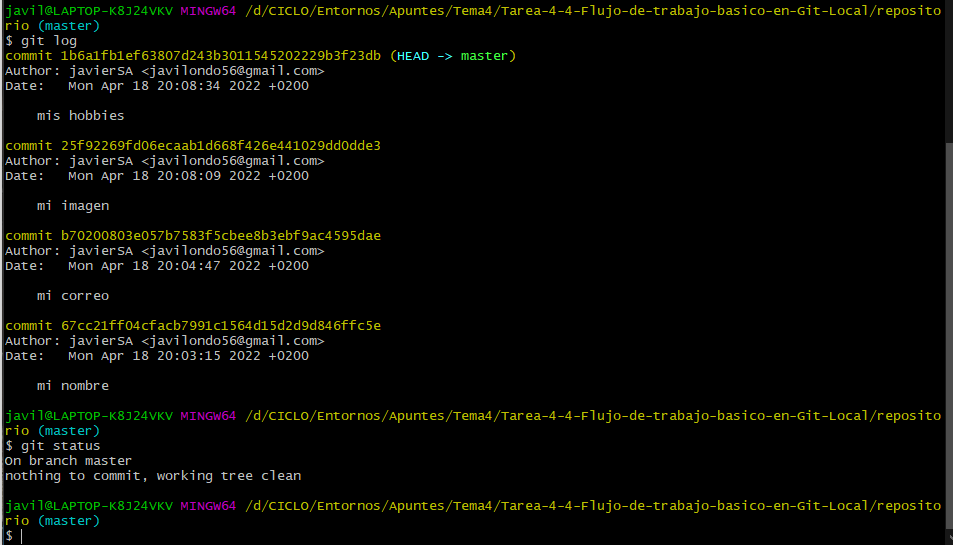 javil@LAPTOP-K8J24VKV MINGW64 /d/CICLO/Entornos/Apuntes/Tema4/Tarea-4-4-Flujo-de-trabajo-basico-en-Git-Local/reposito
rio (master)
$ git log
commit 1b6a1fb1ef63807d243b3011545202229b3f23db (HEAD -> master)
Author: javierSA <javilondo56@gmail.com>
Date:   Mon Apr 18 20:08:34 2022 +0200
    mis hobbies
commit 25f92269fd06ecaab1d668f426e441029dd0dde3
Author: javierSA <javilondo56@gmail.com>
Date:   Mon Apr 18 20:08:09 2022 +0200
    mi imagen
commit b70200803e057b7583f5cbee8b3ebf9ac4595dae
Author: javierSA <javilondo56@gmail.com>
Date:   Mon Apr 18 20:04:47 2022 +0200
    mi correo
commit 67cc21ff04cfacb7991c1564d15d2d9d846ffc5e
Author: javierSA <javilondo56@gmail.com>
Date:   Mon Apr 18 20:03:15 2022 +0200
    mi nombre
javil@LAPTOP-K8J24VKV MINGW64 /d/CICLO/Entornos/Apuntes/Tema4/Tarea-4-4-Flujo-de-trabajo-basico-en-Git-Local/reposito
rio (master)
$ git status
On branch master
nothing to commit, working tree clean
javil@LAPTOP-K8J24VKV MINGW64 /d/CICLO/Entornos/Apuntes/Tema4/Tarea-4-4-Flujo-de-trabajo-basico-en-Git-Local/reposito
rio (master)
$